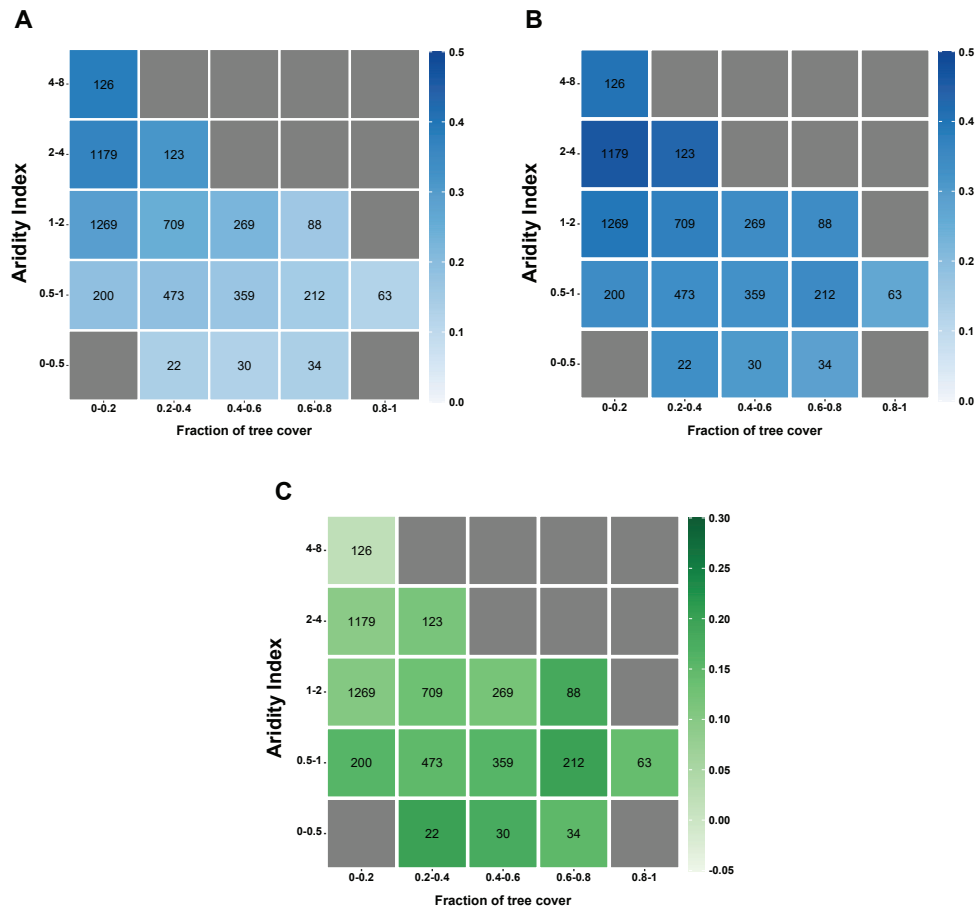 A
Aridity Index
4-8
126
2-4
1179 123
1-2
1269 709 269 88
0.5-1
200 473 359 212 63
0-0.5
22 30 34
0-0.2 0.2-0.4 0.4-0.6 0.6-0.8 0.8-1
Fraction of tree cover
0.5
0.4
0.3
0.2
0.1
0.0
B
Aridity Index
4-8
126
2-4
1179 123
1-2
1269 709 269 88
0.5-1
200 473 359 212 63
0-0.5
22 30 34
0-0.2 0.2-0.4 0.4-0.6 0.6-0.8 0.8-1
Fraction of tree cover
0.5
0.4
0.3
0.2
0.1
0.0
C
Aridity Index
4-8
126
2-4
1179 123
1-2
1269 709 269 88
0.5-1
200 473 359 212 63
0-0.5
22 30 34
0-0.2 0.2-0.4 0.4-0.6 0.6-0.8 0.8-1
Fraction of tree cover
0.30
0.25
0.20
0.15
0.10
0.05
0.00
-0.05